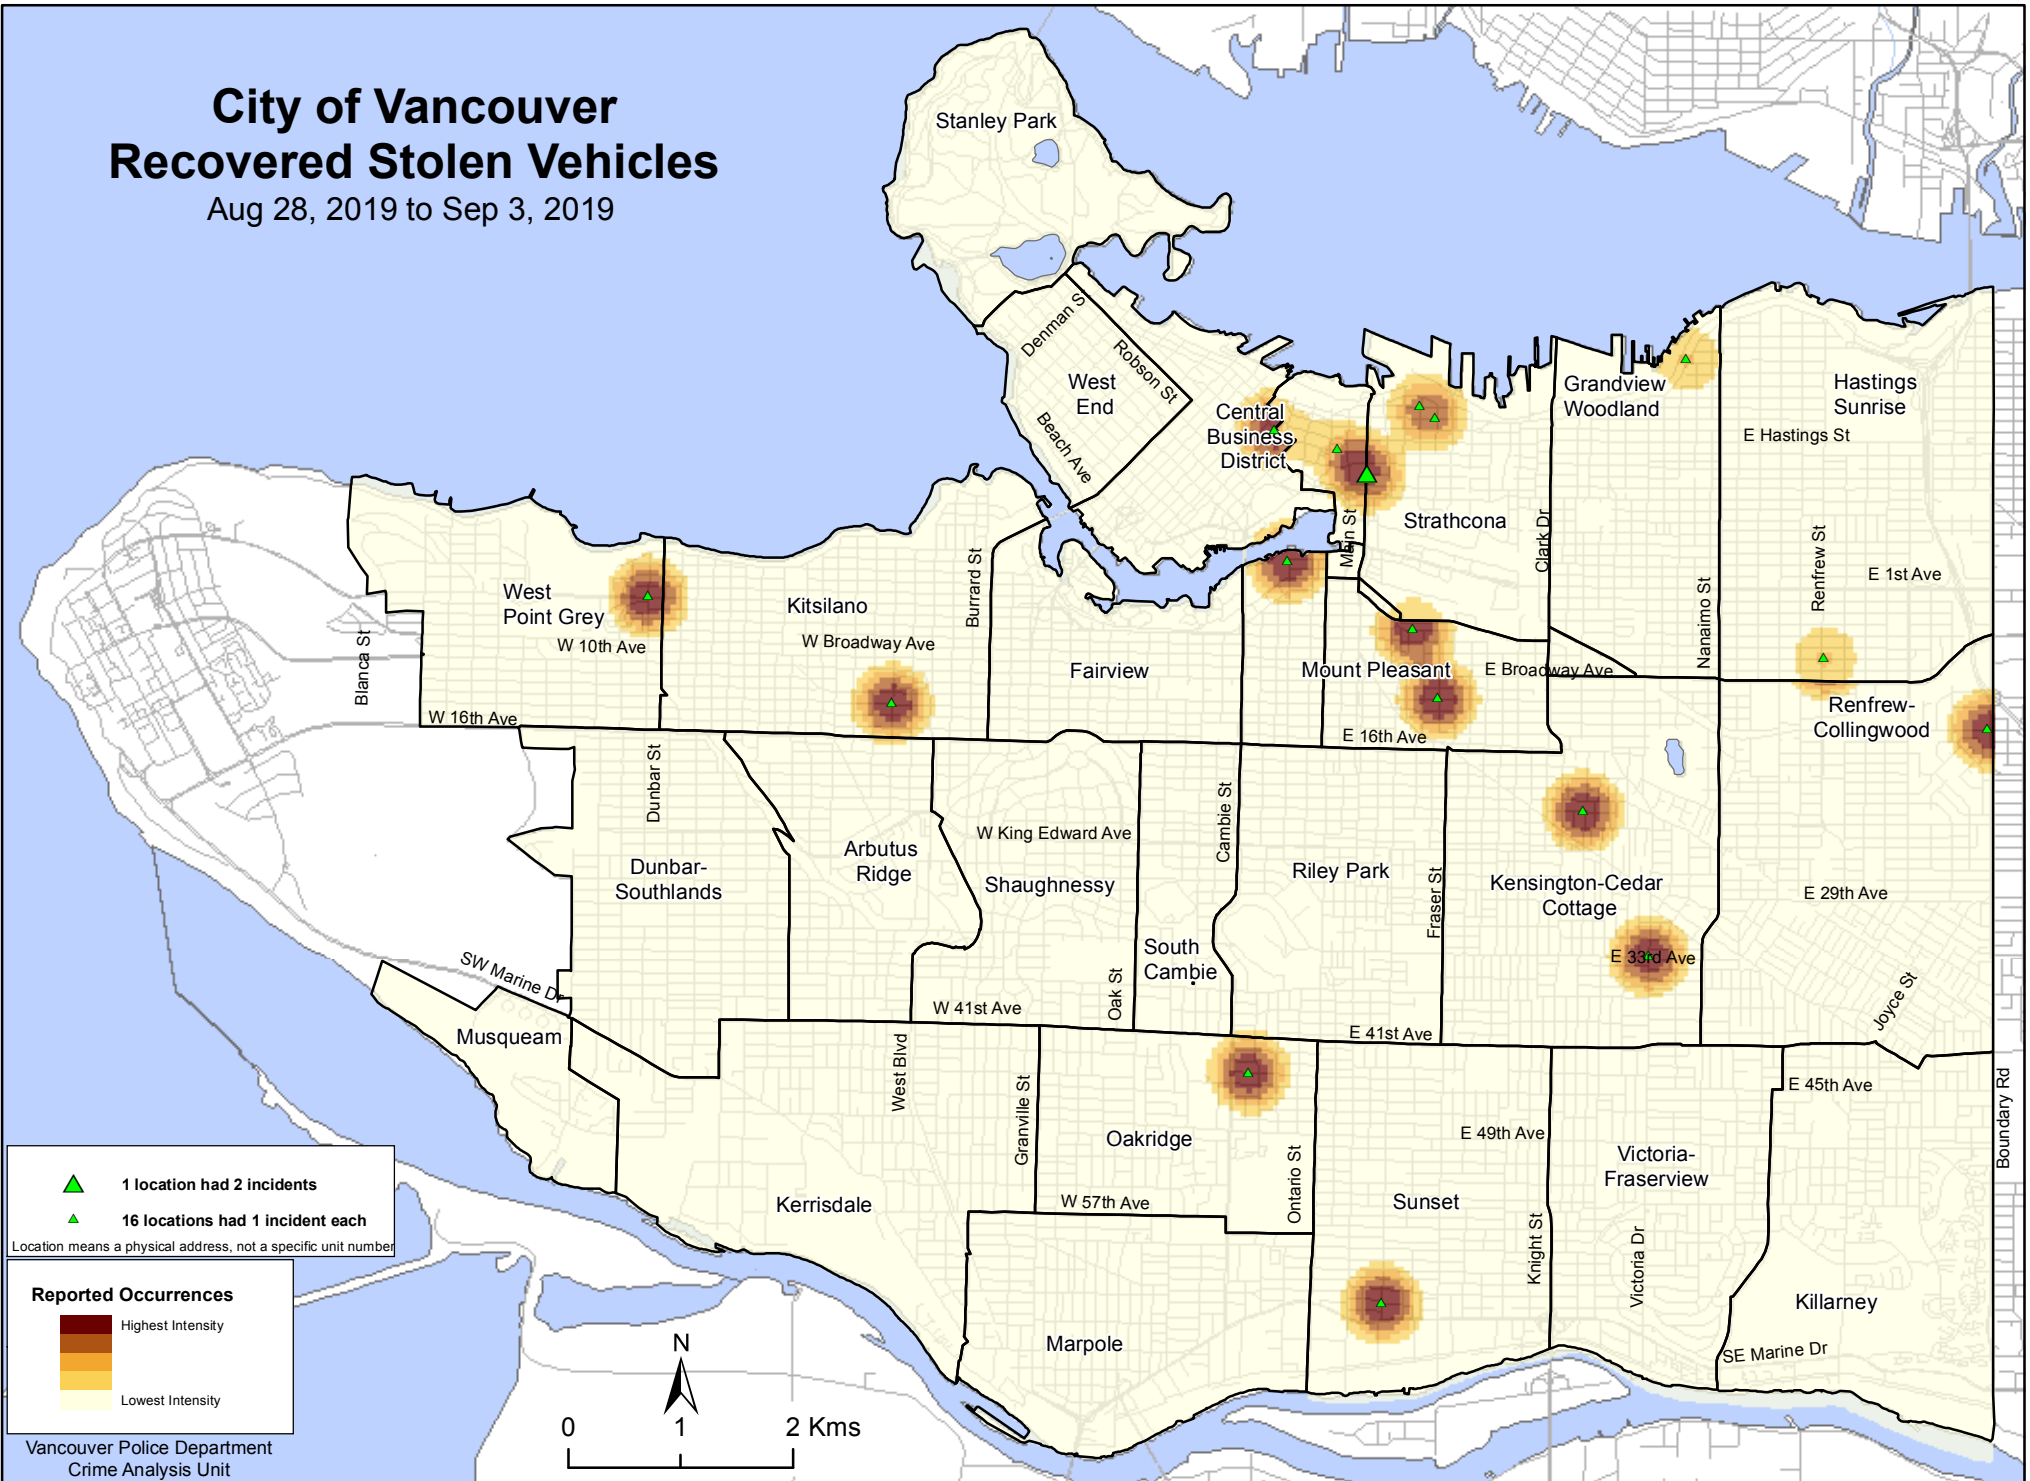 City of Vancouver
Recovered Stolen Vehicles
Aug 28, 2019 to Sep 3, 2019
Stanley Park
Denman S
Robson St
West
End
Beach Ave
Central
Business
District
Grandview
Woodland
Hastings
Sunrise
E Hastings St
Strathcona
Main St
Clark Dr
Nanaimo St
Renfrew St
E 1st Ave
West
Point Grey
W 10th Ave
Blanca St
W 16th Ave
Kitsilano
W Broadway Ave
Burrard St
Fairview
Mount Pleasant
E Broadway Ave
E 16th Ave
Renfrew-
Collingwood
Dunbar St
Dunbar-
Southlands
Arbutus
Ridge
W King Edward Ave
Shaughnessy
Cambie St
South
Cambie
Oak St
W 41st Ave
Riley Park
Fraser St
Kensington-Cedar
Cottage
E 33rd Ave
E 29th Ave
Joyce St
E 41st Ave
SW Marine Dr
Musqueam
West Blvd
Granville St
Kerrisdale
Oakridge
W 57th Ave
Ontario St
E 49th Ave
Sunset
Knight St
Victoria-
Fraserview
Victoria Dr
E 45th Ave
Boundary Rd
Killarney
SE Marine Dr
Marpole
1 location had 2 incidents
16 locations had 1 incident each
Location means a physical address, not a specific unit number
Reported Occurrences
Highest Intensity
Lowest Intensity
Vancouver Police Department
Crime Analysis Unit
N
0 1 2 Kms